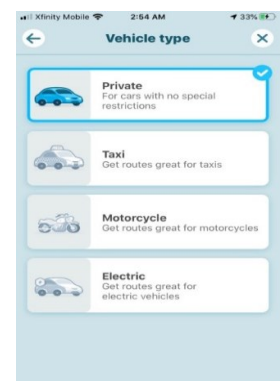 Xfinity Mobile 2:54 AM 33%
Vehicle type
Private
For cars with no special
restrictions
Taxi
Get routes great for taxis
Motorcycle
Get routes great for motorcycles
Electric
Get routes great for
electric vehicles